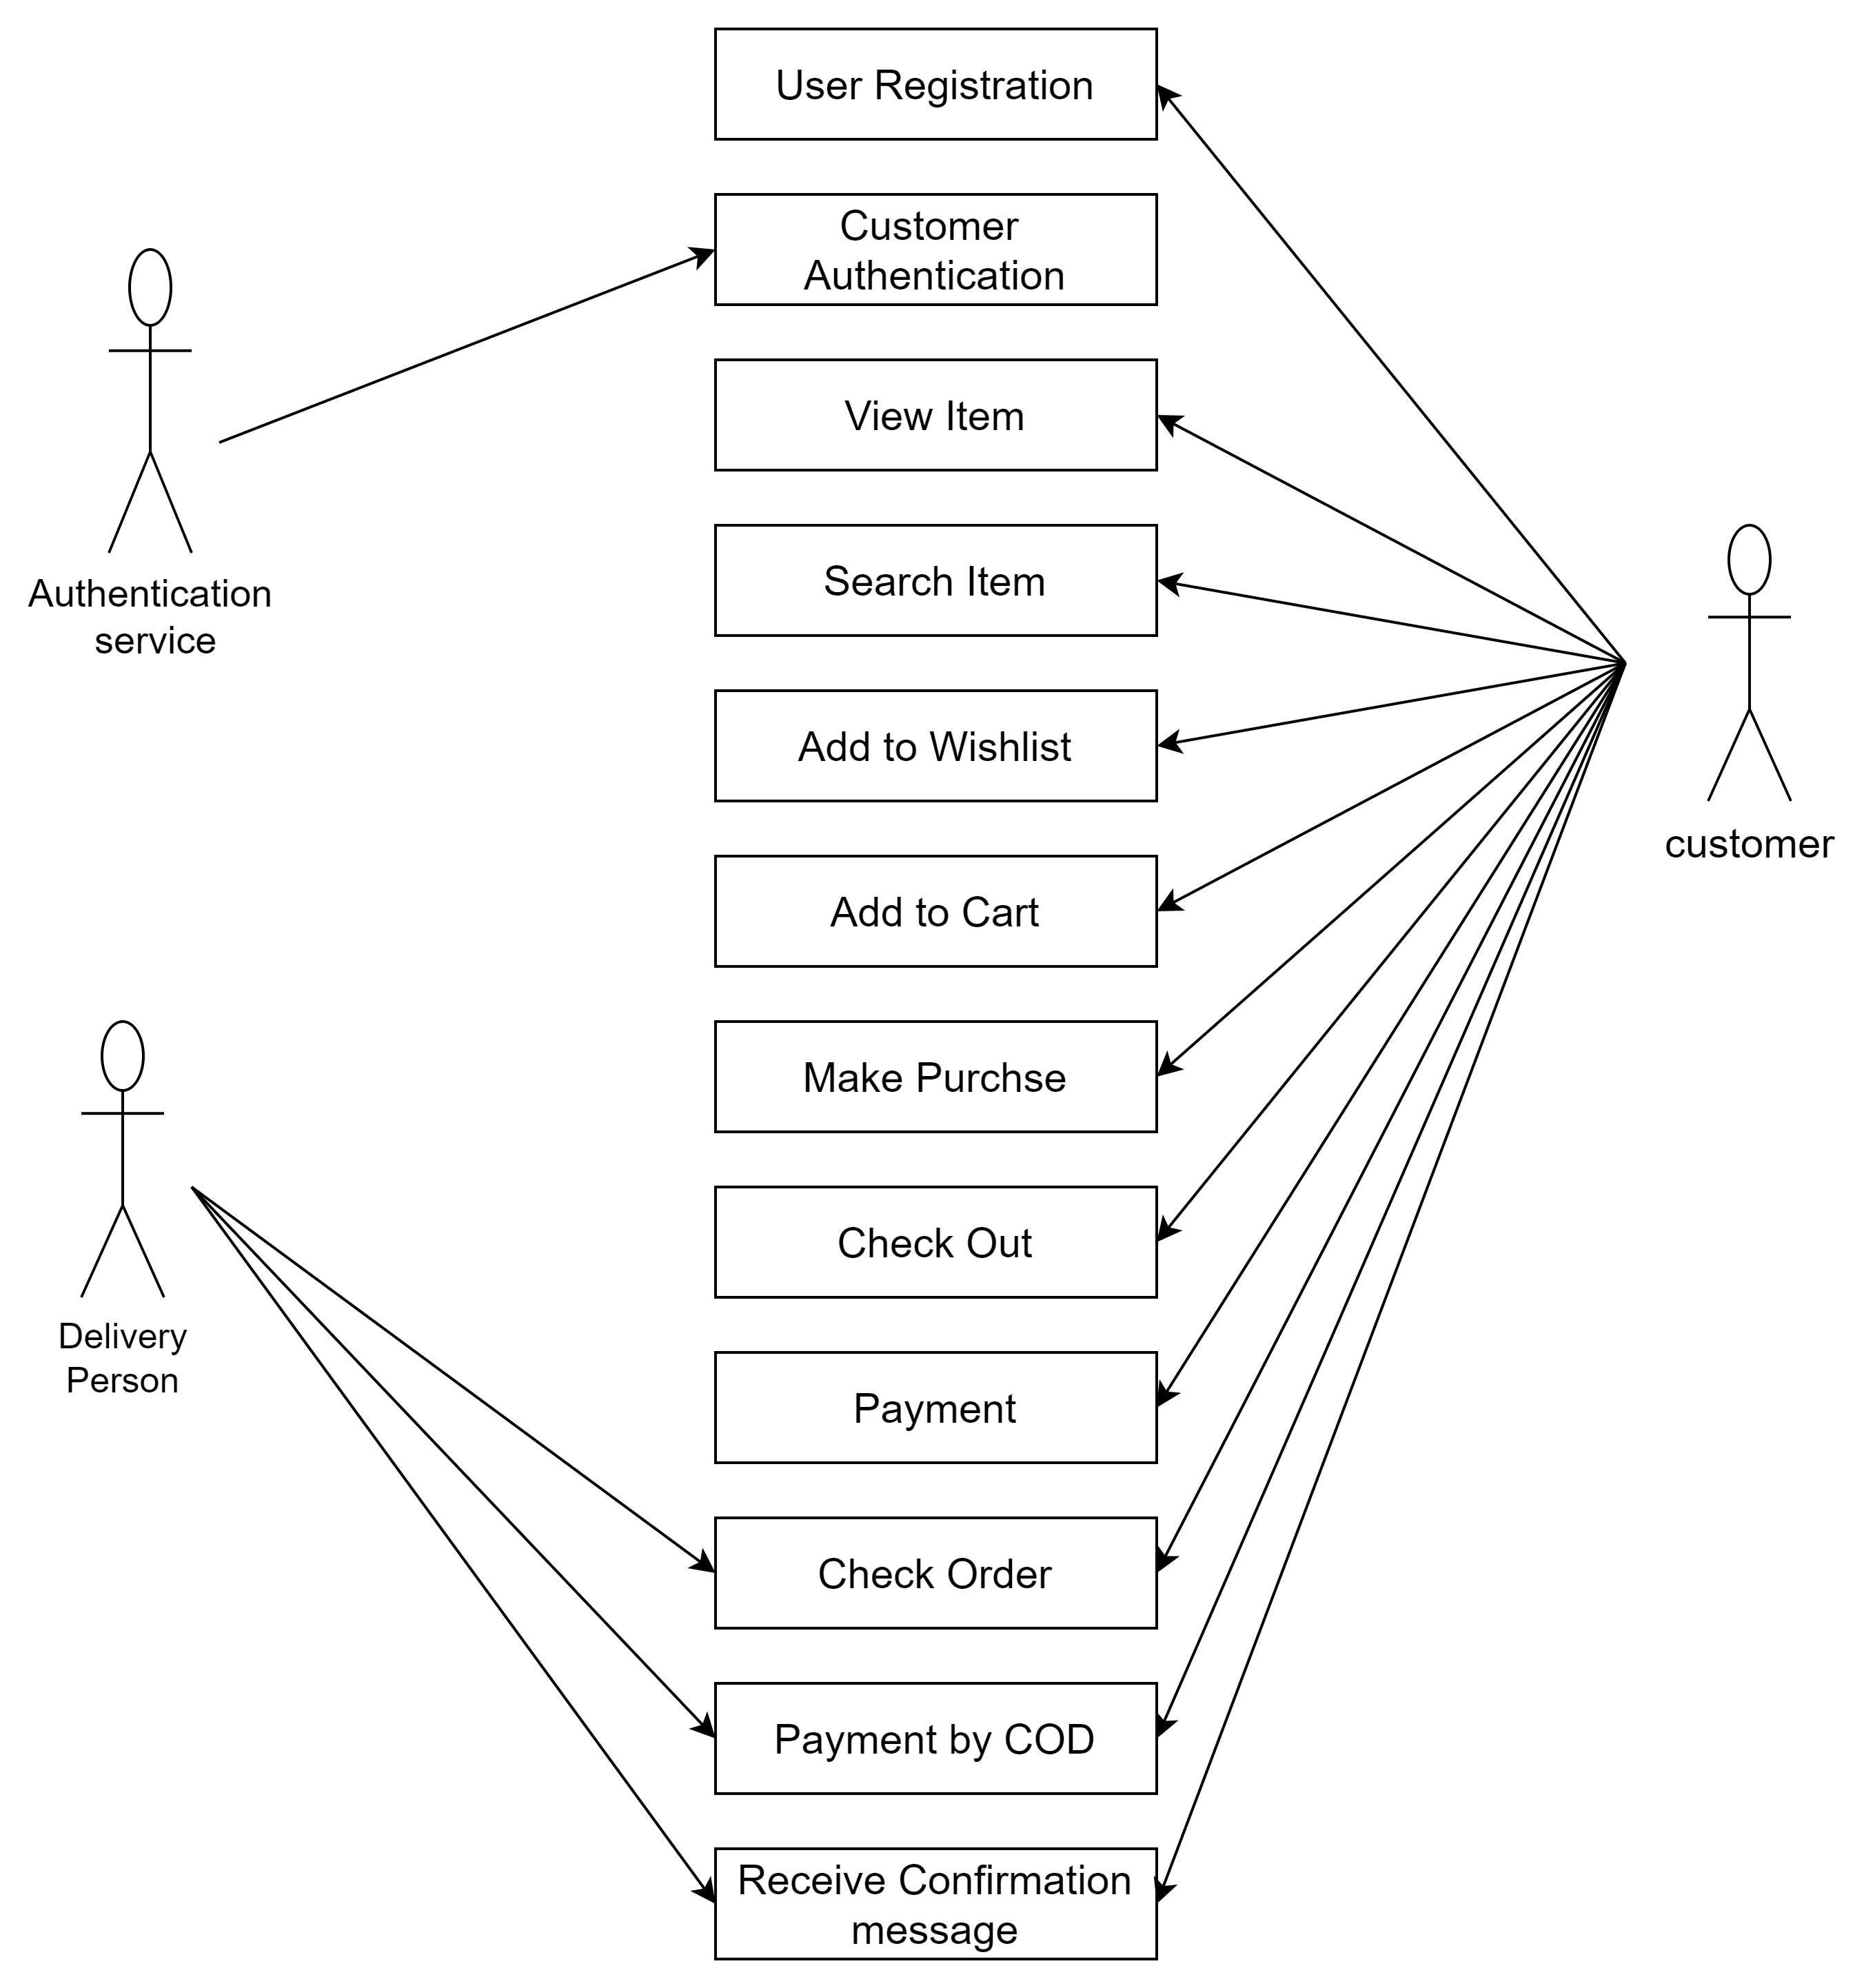 User Registration
Customer
Authentication
View Item
Search Item
Add to Wishlist
Add to Cart
Make Purchse
Check Out
Payment
Check Order
Payment by COD
Receive Confirmation
message
Authentication
service
Delivery
Person
customer